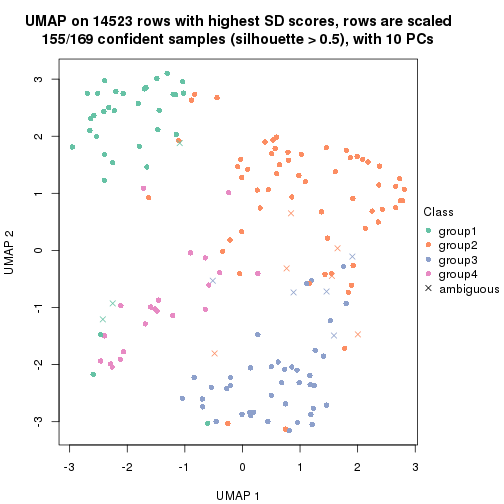 UMAP on 14523 rows with highest SD scores, rows are scaled
155/169 confident samples (silhouette > 0.5), with 10 PCs
3
2
1
0
-1
-2
-3
UMAP 2
-3
-2
-1
0
1
2
3
UMAP 1
Class
group1
group2
group3
group4
ambiguous